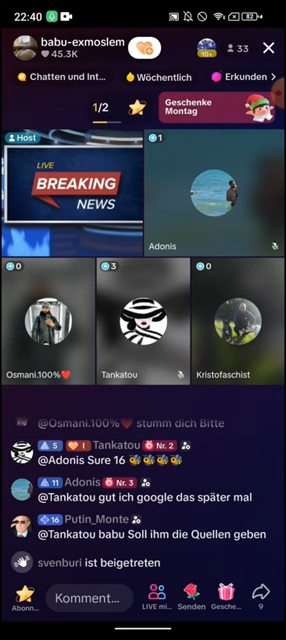 22:40
82
babu-exmoslem
45.3K
10+
33
Chatten und Int...
Wöchentlich
Erkunden
1/2
Geschenke
Montag
Host
LIVE
BREAKING
NEWS
1
Adonis
0
Osmani.100%❤️
3
Tankatou
0
Kristofaschist
@Osmani.100%❤️ stumm dich Bitte
5 I Tankatou Nr. 2
@Adonis Sure 16 🐝🐝🐝🐝
11 Adonis Nr. 3
@Tankatou gut ich google das später mal
16 Putin_Monte
@Tankatou babu Soll ihm die Quellen geben
svenburi ist beigetreten
Abonn...
Kommentie...
LIVE mi...
Senden
Gesche...
9